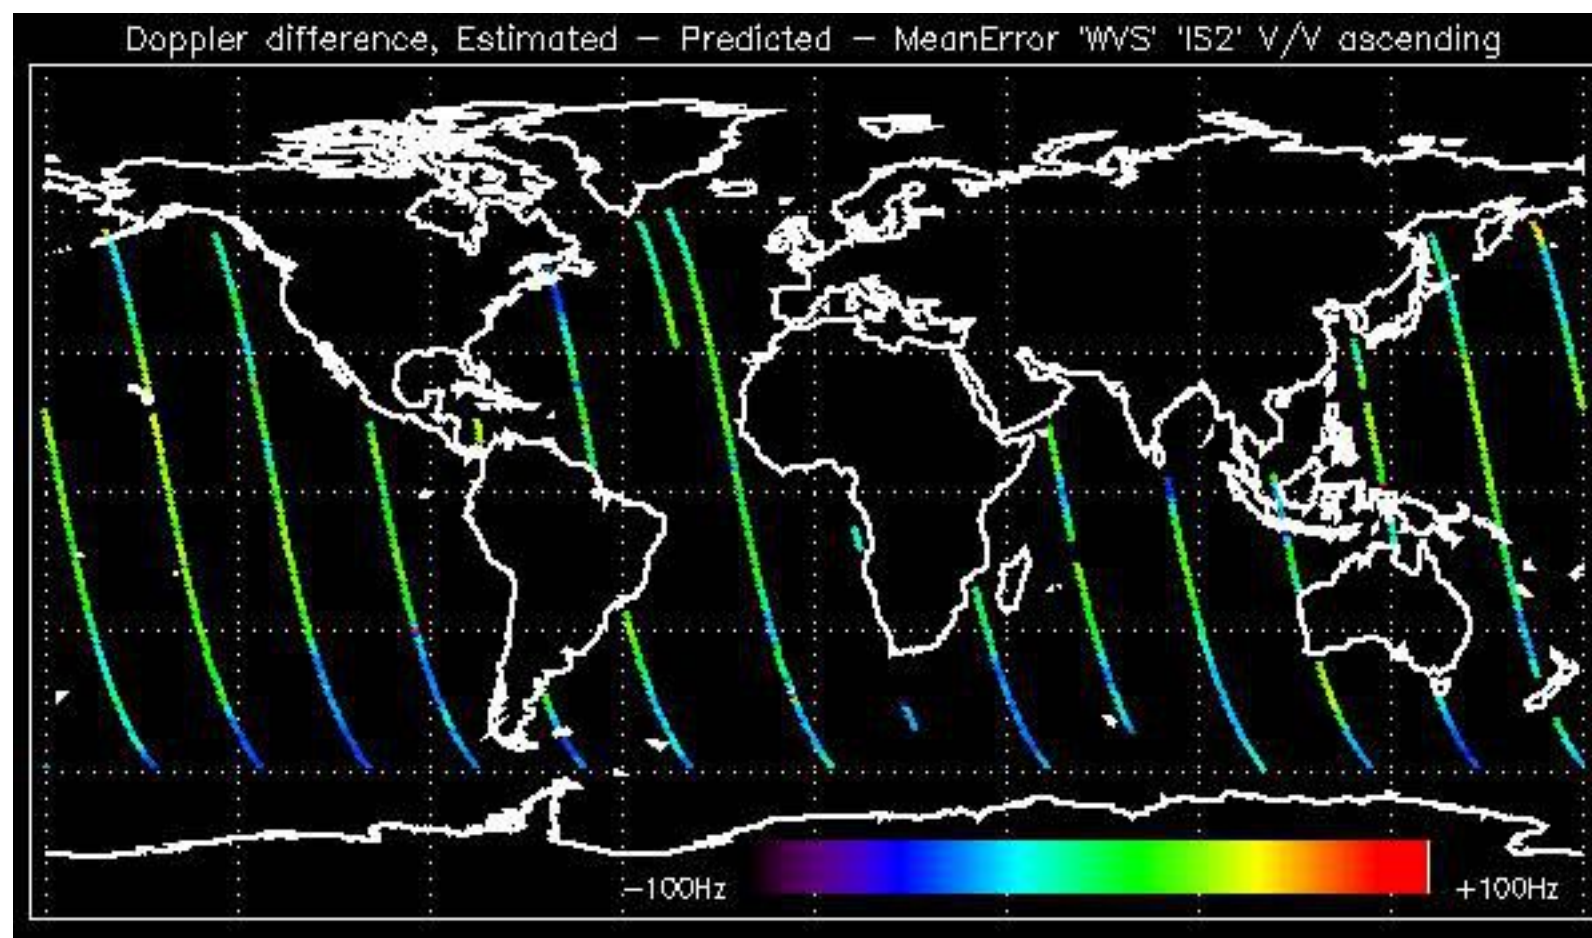 Doppler difference, Estimated – Predicted – MeanError 'WVS' 'IS2' V/V ascending
–100Hz +100Hz